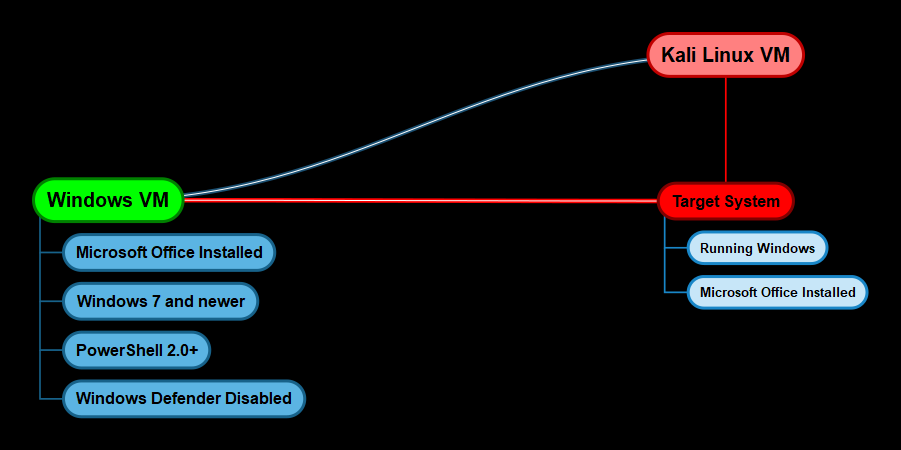 Kali Linux VM
Windows VM
Target System
Microsoft Office Installed
Running Windows
Windows 7 and newer
Microsoft Office Installed
PowerShell 2.0+
Windows Defender Disabled